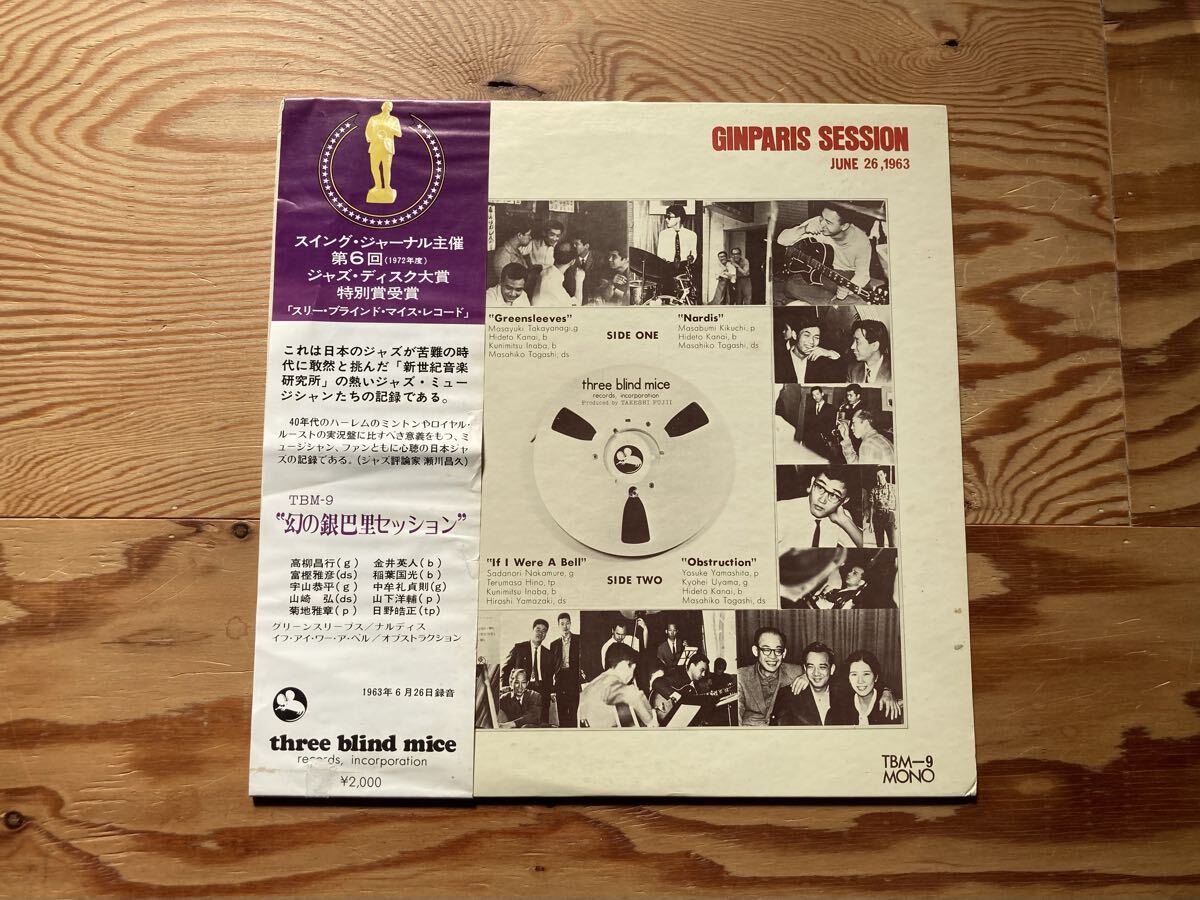 スイング・ジャーナル主催
第6回(1972年度)
ジャズ・ディスク大賞
特別賞受賞
「スリー・ブラインド・マイス・レコード」
これは日本のジャズが苦難の時
代に敢然と挑んだ「新世紀音楽
研究所」の熱いジャズ・ミュー
ジシャンたちの記録である。
40年代のハーレムのミントンやロイヤル・
ルーストの実況盤に比すべき意義をもつ、ミ
ュージシャン、ファンともに心聴の日本ジャ
ズの記録である。(ジャズ評論家 瀬川昌久)
TBM-9
"幻の銀巴里セッション"
高柳昌行(g) 金井英人(b)
富樫雅彦(ds) 稲葉国光(b)
宇山恭平(g) 中牟礼貞則(g)
山崎 弘(ds) 山下洋輔(p)
菊地雅章(p) 日野皓正(tp)
グリーンスリーブス/ナルディス
イフ・アイ・ワー・ア・ベル/オブストラクション
1963年6月26日録音
three blind mice
records, incorporation
¥2,000
GINPARIS SESSION
JUNE 26,1963
"Greensleeves"
Masayuki Takayanagi,g
Hideto Kanai, b
Kunimitsu Inaba, b
Masahiko Togashi, ds
SIDE ONE
"Nardis"
Masabumi Kikuchi, p
Hideto Kanai, b
Masahiko Togashi, ds
three blind mice
records, incorporation
Produced by TAKESHI FUJII
"If I Were A Bell"
Sadanori Nakamure, g
Terumasa Hino, tp
Kunimitsu Inaba, b
Hiroshi Yamazaki, ds
SIDE TWO
"Obstruction"
Yosuke Yamashita, p
Kyohei Uyama, g
Hideto Kanai, b
Masahiko Togashi, ds
TBM-9
MONO